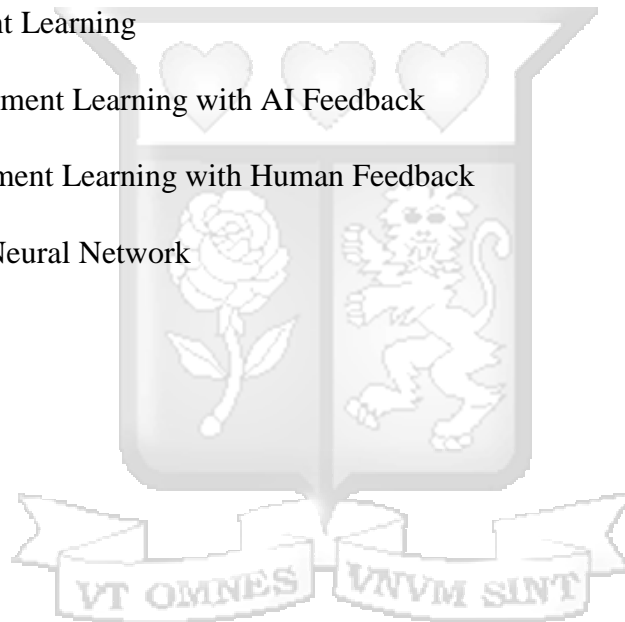 nt Learning
ment Learning with AI Feedback
ment Learning with Human Feedback
Neural Network
VT OMNES VNVM SINT